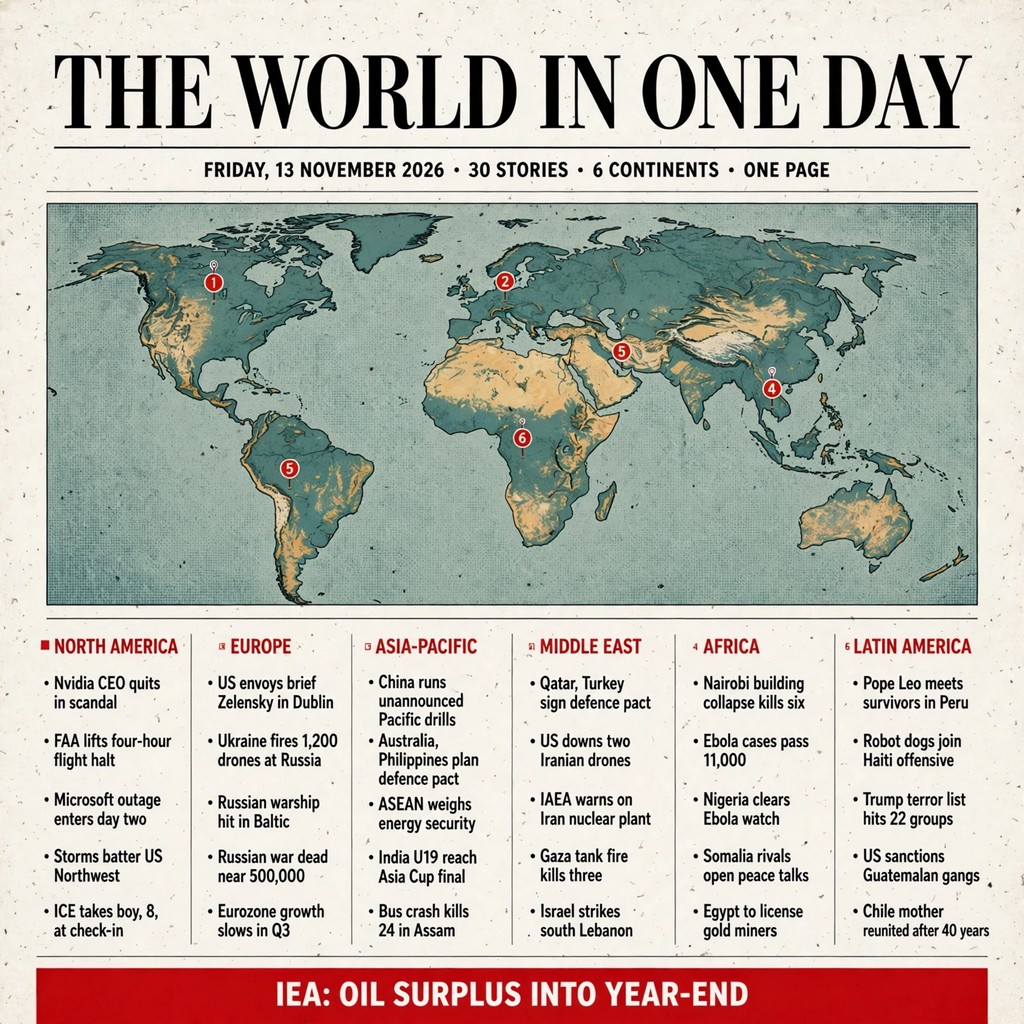 THE WORLD IN ONE DAY
FRIDAY, 13 NOVEMBER 2026 • 30 STORIES • 6 CONTINENTS • ONE PAGE
1
2
5
4
6
5
NORTH AMERICA
• Nvidia CEO quits
in scandal
• FAA lifts four-hour
flight halt
• Microsoft outage
enters day two
• Storms batter US
Northwest
• ICE takes boy, 8,
at check-in
EUROPE
• US envoys brief
Zelensky in Dublin
• Ukraine fires 1,200
drones at Russia
• Russian warship
hit in Baltic
• Russian war dead
near 500,000
• Eurozone growth
slows in Q3
ASIA-PACIFIC
• China runs
unannounced
Pacific drills
• Australia,
Philippines plan
defence pact
• ASEAN weighs
energy security
• India U19 reach
Asia Cup final
• Bus crash kills
24 in Assam
MIDDLE EAST
• Qatar, Turkey
sign defence pact
• US downs two
Iranian drones
• IAEA warns on
Iran nuclear plant
• Gaza tank fire
kills three
• Israel strikes
south Lebanon
4 AFRICA
• Nairobi building
collapse kills six
• Ebola cases pass
11,000
• Nigeria clears
Ebola watch
• Somalia rivals
open peace talks
• Egypt to license
gold miners
6 LATIN AMERICA
• Pope Leo meets
survivors in Peru
• Robot dogs join
Haiti offensive
• Trump terror list
hits 22 groups
• US sanctions
Guatemalan gangs
• Chile mother
reunited after 40 years
IEA: OIL SURPLUS INTO YEAR-END